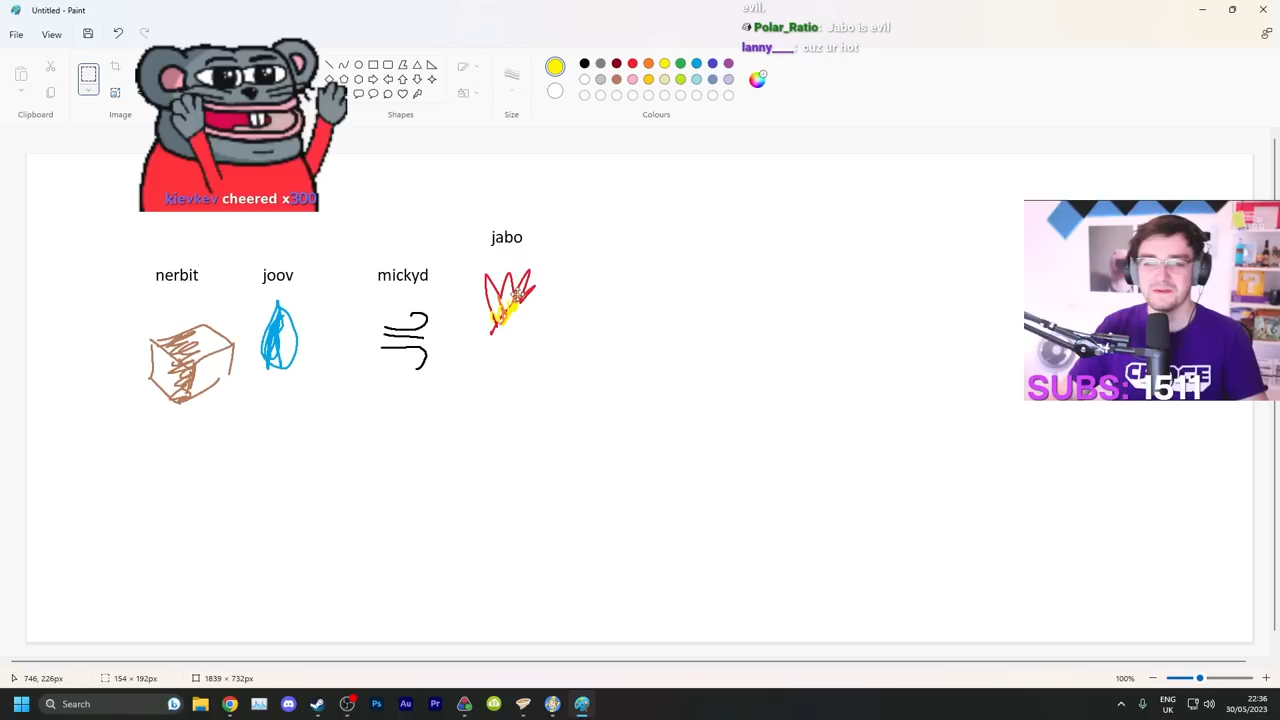 Untitled - Paint
evil.
Polar_Ratio: Jabo is evil
lanny___: cuz ur hot
File
View
Clipboard
Image
Shapes
Size
Colours
kievkev cheered x300
jabo
nerbit
joov
mickyd
SUBS: 1511
746, 226px
154 × 192px
1839 × 732px
100%
Search
ENG
UK
22:36
30/05/2023